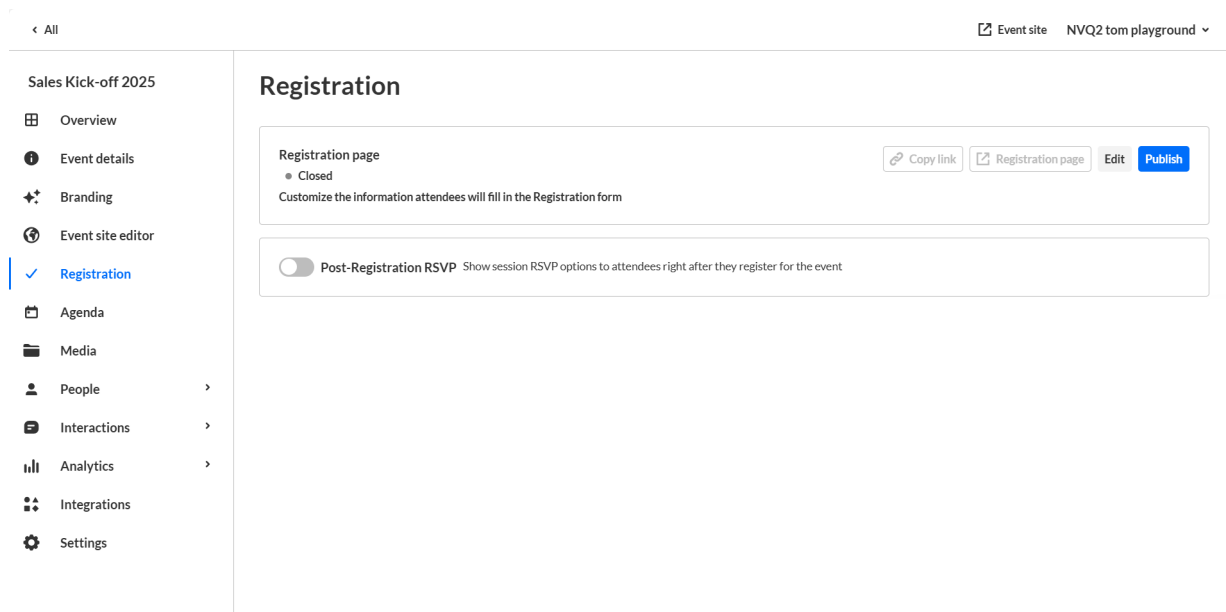 All
Event site
NVQ2 tom playground
Sales Kick-off 2025
Overview
Event details
Branding
Event site editor
Registration
Agenda
Media
People
Interactions
Analytics
Integrations
Settings
Registration
Registration page
Closed
Customize the information attendees will fill in the Registration form
Copy link
Registration page
Edit
Publish
Post-Registration RSVP Show session RSVP options to attendees right after they register for the event